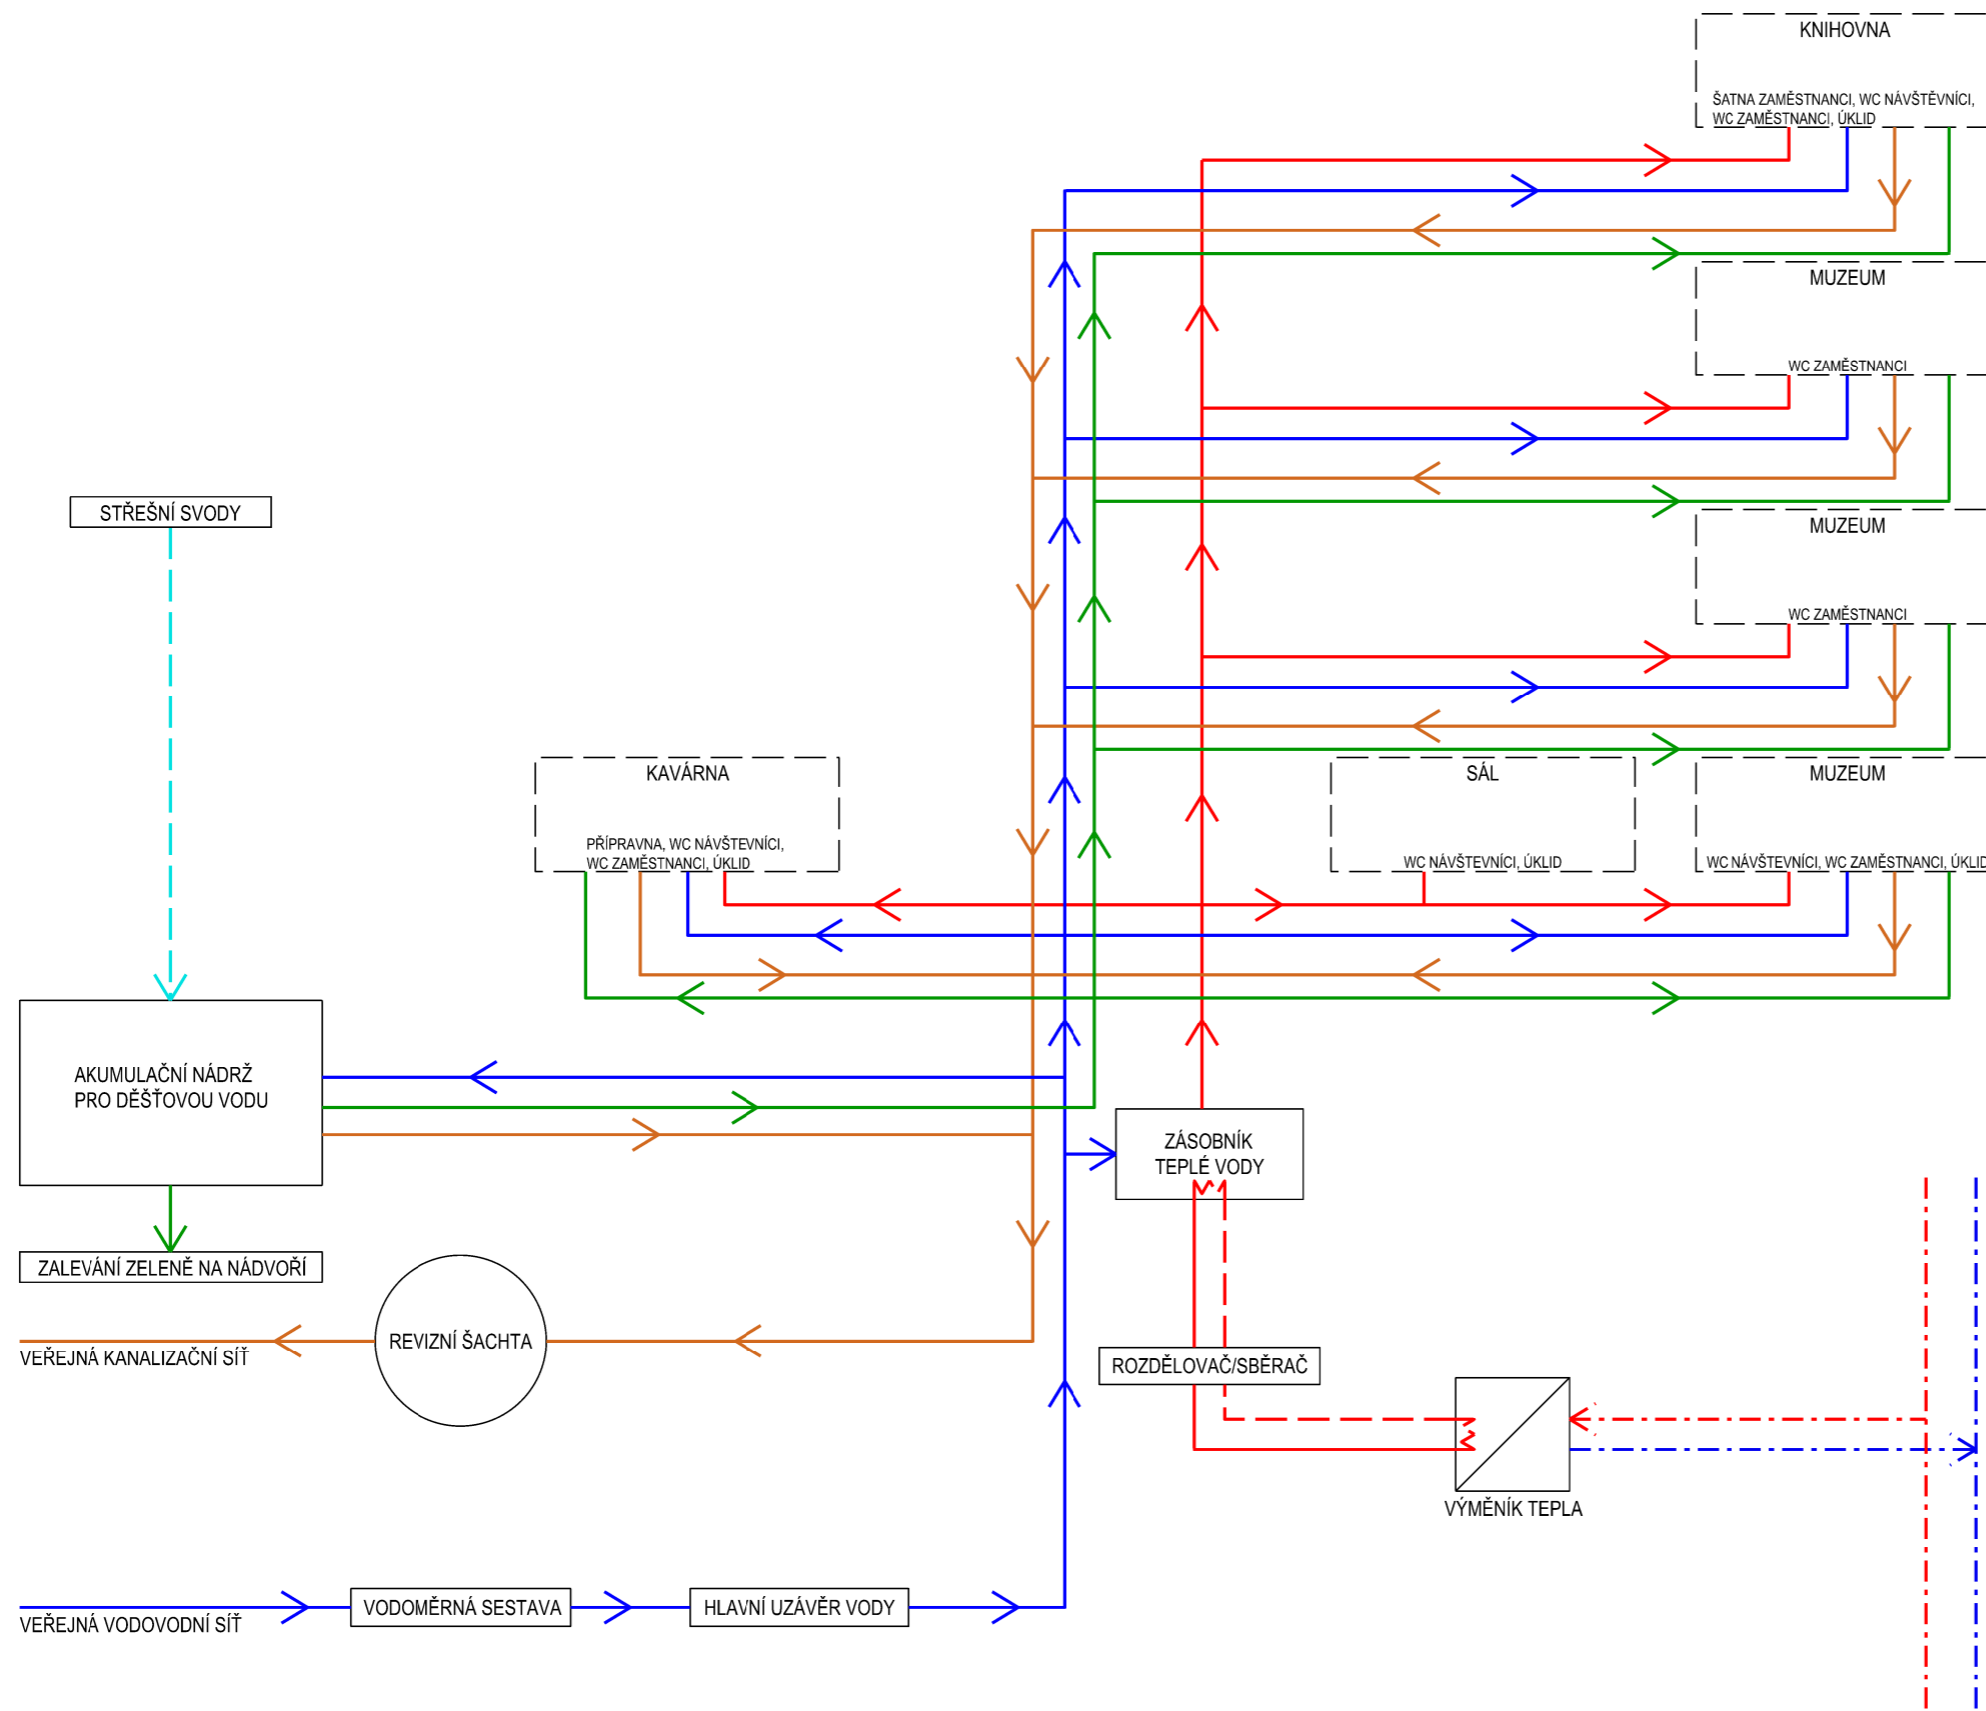 KNIHOVNA
ŠATNA ZAMĚSTNANCI, WC NÁVŠTĚVNÍCI,
WC ZAMĚSTNANCI, ÚKLID
MUZEUM
WC ZAMĚSTNANCI
STŘEŠNÍ SVODY
MUZEUM
WC ZAMĚSTNANCI
KAVÁRNA
PŘÍPRAVNA, WC NÁVŠTEVNÍCI,
WC ZAMĚSTNANCI, ÚKLID
SÁL
WC NÁVŠTEVNÍCI, ÚKLID
MUZEUM
WC NÁVŠTEVNÍCI, WC ZAMĚSTNANCI, ÚKLID
AKUMULAČNÍ NÁDRŽ
PRO DĚŠŤOVOU VODU
ZÁSOBNÍK
TEPLÉ VODY
ZALEVÁNÍ ZELENĚ NA NÁDVOŘÍ
REVIZNÍ ŠACHTA
VEŘEJNÁ KANALIZAČNÍ SÍŤ
ROZDĚLOVAČ/SBĚRAČ
VÝMĚNÍK TEPLA
VODOMĚRNÁ SESTAVA
HLAVNÍ UZÁVĚR VODY
VEŘEJNÁ VODOVODNÍ SÍŤ